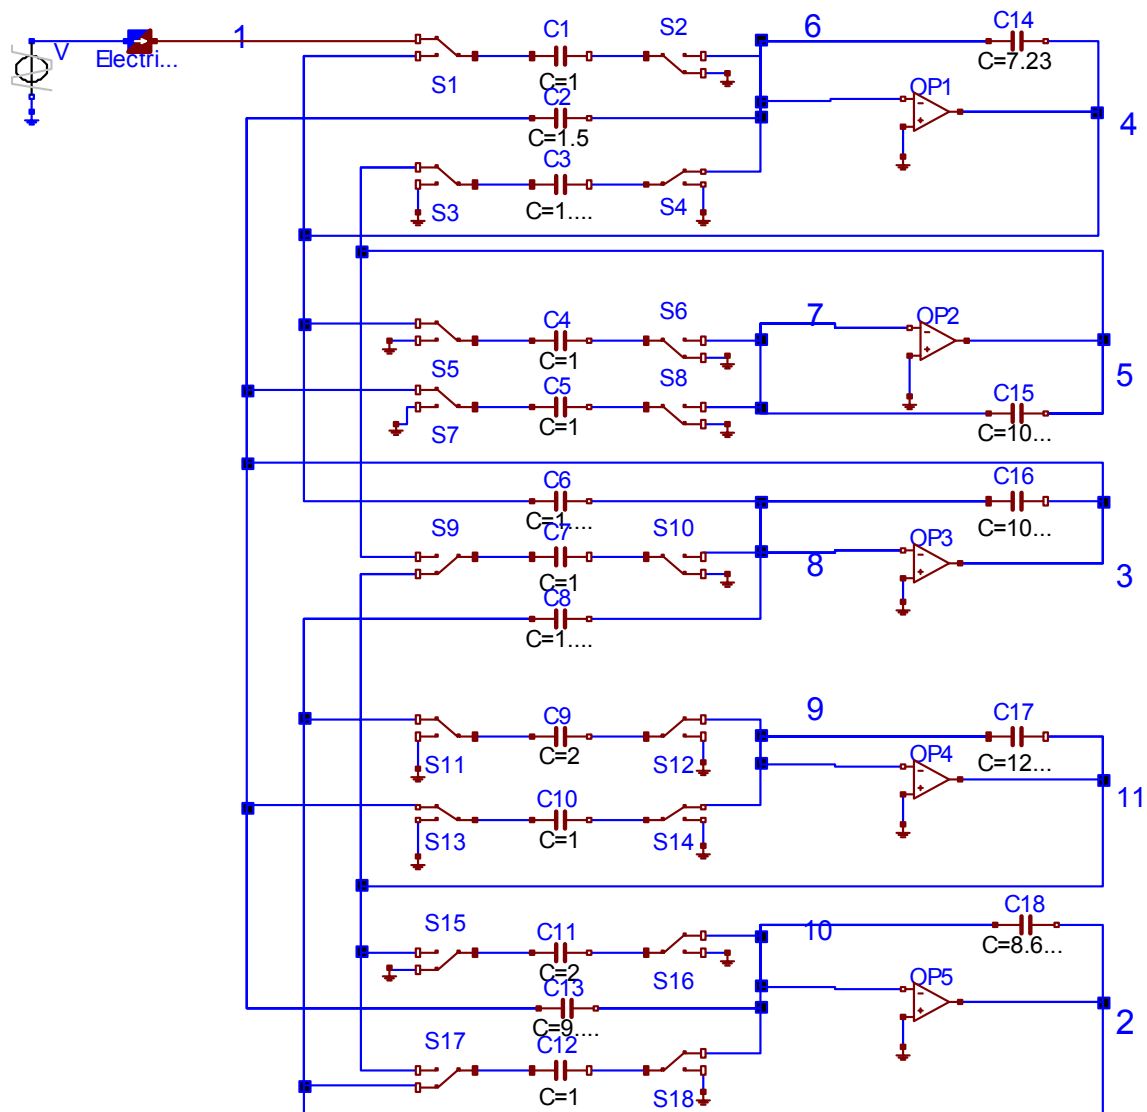 V
Electri...
1
S1
C1
C=1
S2
6
C14
C=7.23
OP1
4
C2
C=1.5
C3
C=1....
S3
S4
S5
C4
C=1
S6
7
OP2
5
S7
C5
C=1
S8
C15
C=10...
C6
C=1....
C16
C=10...
S9
C7
C=1
S10
8
OP3
3
C8
C=1....
9
C17
C=12...
S11
C9
C=2
S12
OP4
11
S13
C10
C=1
S14
S15
C11
C=2
S16
10
C18
C=8.6...
OP5
2
C13
C=9....
S17
C12
C=1
S18